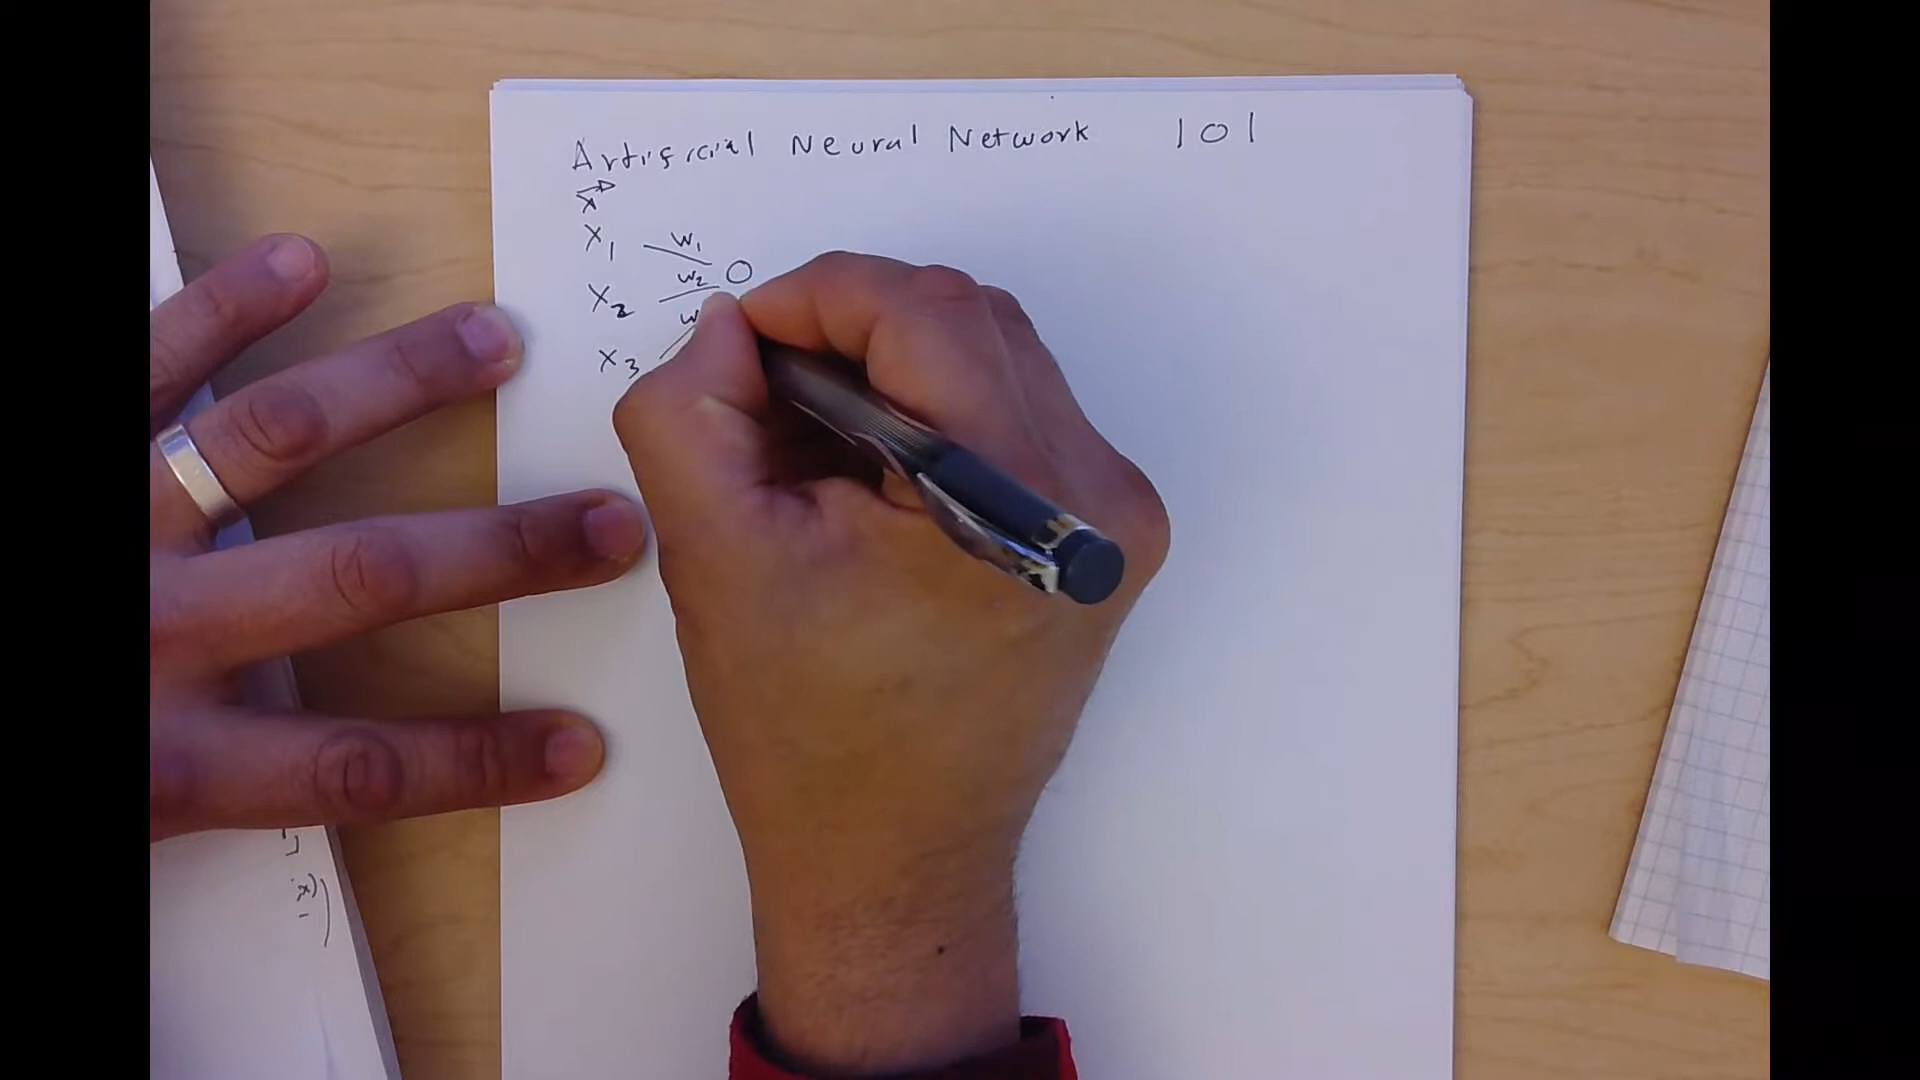 Artificial Neural Network 101
x
x1 w1
x2 w2
x3 w